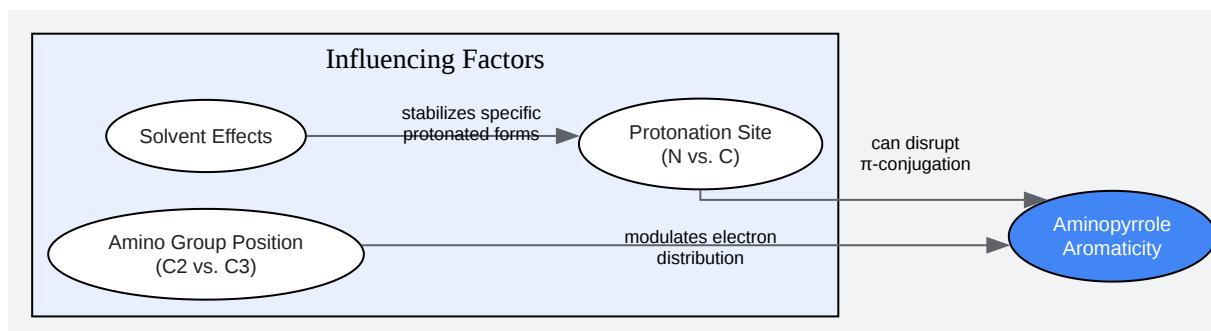 Influencing Factors
Solvent Effects
stabilizes specific
protonated forms
Protonation Site
(N vs. C)
can disrupt
π-conjugation
Amino Group Position
(C2 vs. C3)
modulates electron
distribution
Aminopyrrole
Aromaticity